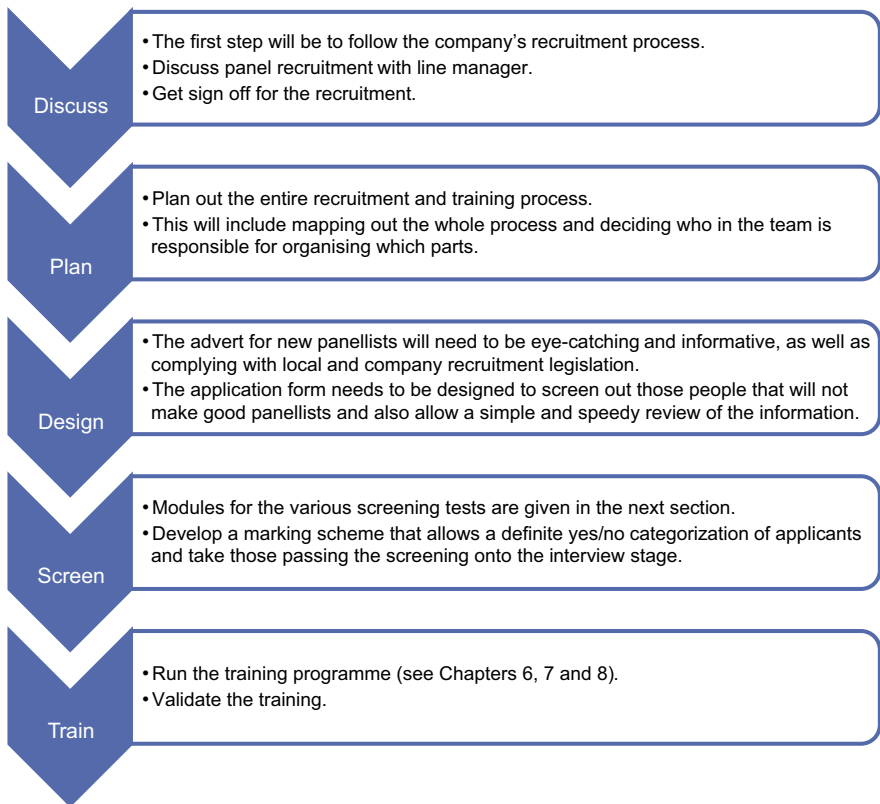 Discuss
• The first step will be to follow the company's recruitment process.
• Discuss panel recruitment with line manager.
• Get sign off for the recruitment.
Plan
• Plan out the entire recruitment and training process.
• This will include mapping out the whole process and deciding who in the team is
responsible for organising which parts.
Design
• The advert for new panellists will need to be eye-catching and informative, as well as
complying with local and company recruitment legislation.
• The application form needs to be designed to screen out those people that will not
make good panellists and also allow a simple and speedy review of the information.
Screen
• Modules for the various screening tests are given in the next section.
• Develop a marking scheme that allows a definite yes/no categorization of applicants
and take those passing the screening onto the interview stage.
Train
• Run the training programme (see Chapters 6, 7 and 8).
• Validate the training.